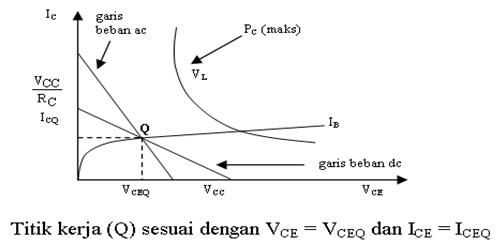 I_C
garis
beban ac
P_C (maks)
V_L
V_CC
R_C
I_CQ
Q
I_B
garis beban dc
V_CEQ
V_CC
V_CE
Titik kerja (Q) sesuai dengan V_CE = V_CEQ dan I_CE = I_CEQ